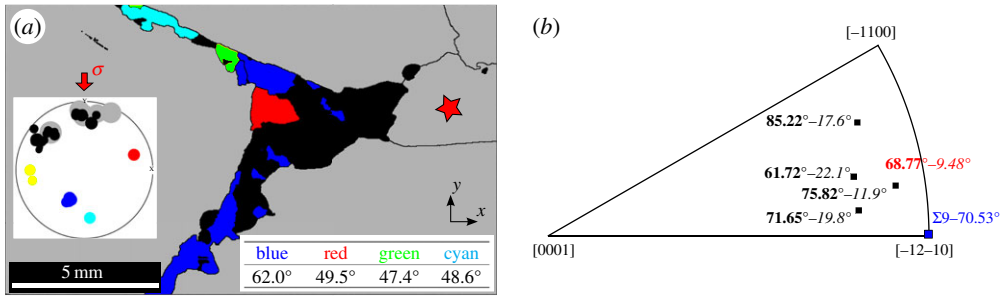 (a)
σ
Y
X
y
x
5 mm
blue red green cyan
62.0° 49.5° 47.4° 48.6°
(b)
[–1100]
85.22°–17.6°
68.77°–9.48°
61.72°–22.1°
75.82–11.9°
71.65°–19.8°
Σ9–70.53°
[0001]
[–12–10]